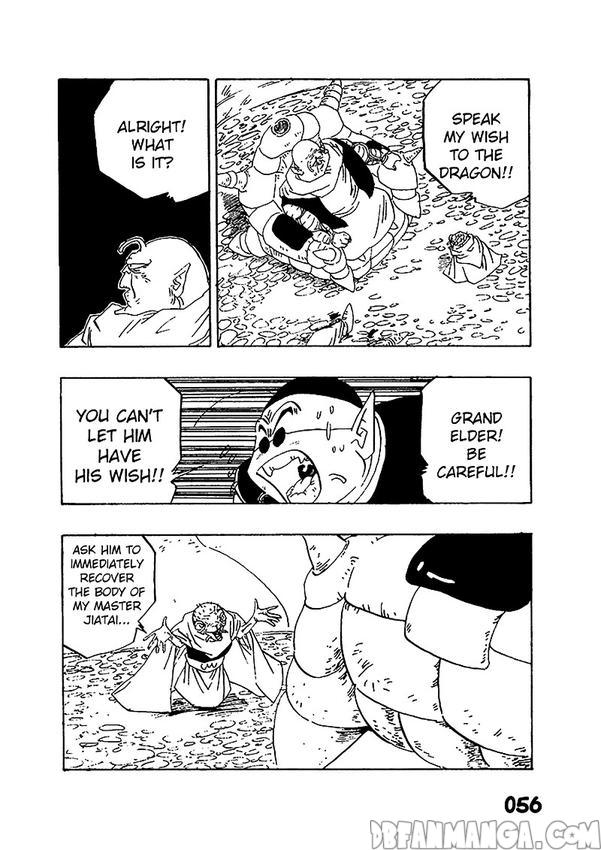 SPEAK
MY WISH
TO THE
DRAGON!!
ALRIGHT!
WHAT
IS IT?
GRAND
ELDER!
BE
CAREFUL!!
YOU CAN'T
LET HIM
HAVE
HIS WISH!!
ASK HIM TO
IMMEDIATELY
RECOVER
THE BODY OF
MY MASTER
JIATAI...
056
DBFANMANGA.COM